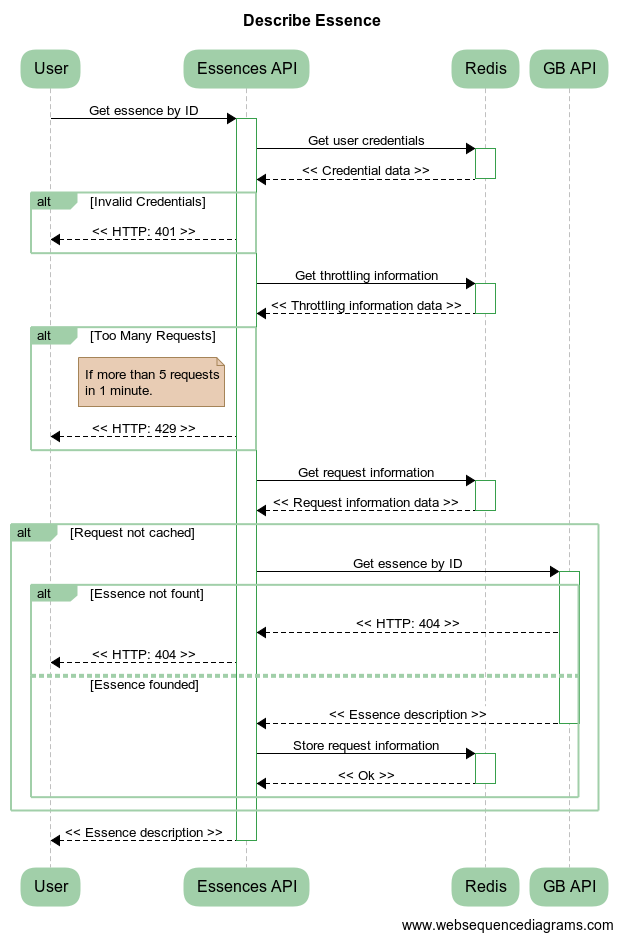 Describe Essence
User
Essences API
Redis
GB API
Get essence by ID
Get user credentials
<< Credential data >>
alt
[Invalid Credentials]
<< HTTP: 401 >>
Get throttling information
<< Throttling information data >>
alt
[Too Many Requests]
If more than 5 requests
in 1 minute.
<< HTTP: 429 >>
Get request information
<< Request information data >>
alt
[Request not cached]
Get essence by ID
alt
[Essence not fount]
<< HTTP: 404 >>
<< HTTP: 404 >>
[Essence founded]
<< Essence description >>
Store request information
<< Ok >>
<< Essence description >>
User
Essences API
Redis
GB API
www.websequencediagrams.com